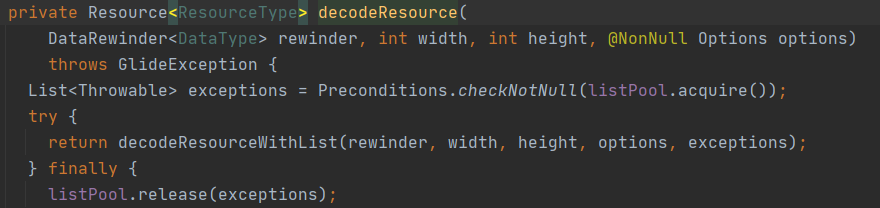 private Resource<ResourceType> decodeResource(
DataRewinder<DataType> rewinder, int width, int height, @NonNull Options options)
throws GlideException {
List<Throwable> exceptions = Preconditions.checkNotNull(listPool.acquire());
try {
return decodeResourceWithList(rewinder, width, height, options, exceptions);
} finally {
listPool.release(exceptions);